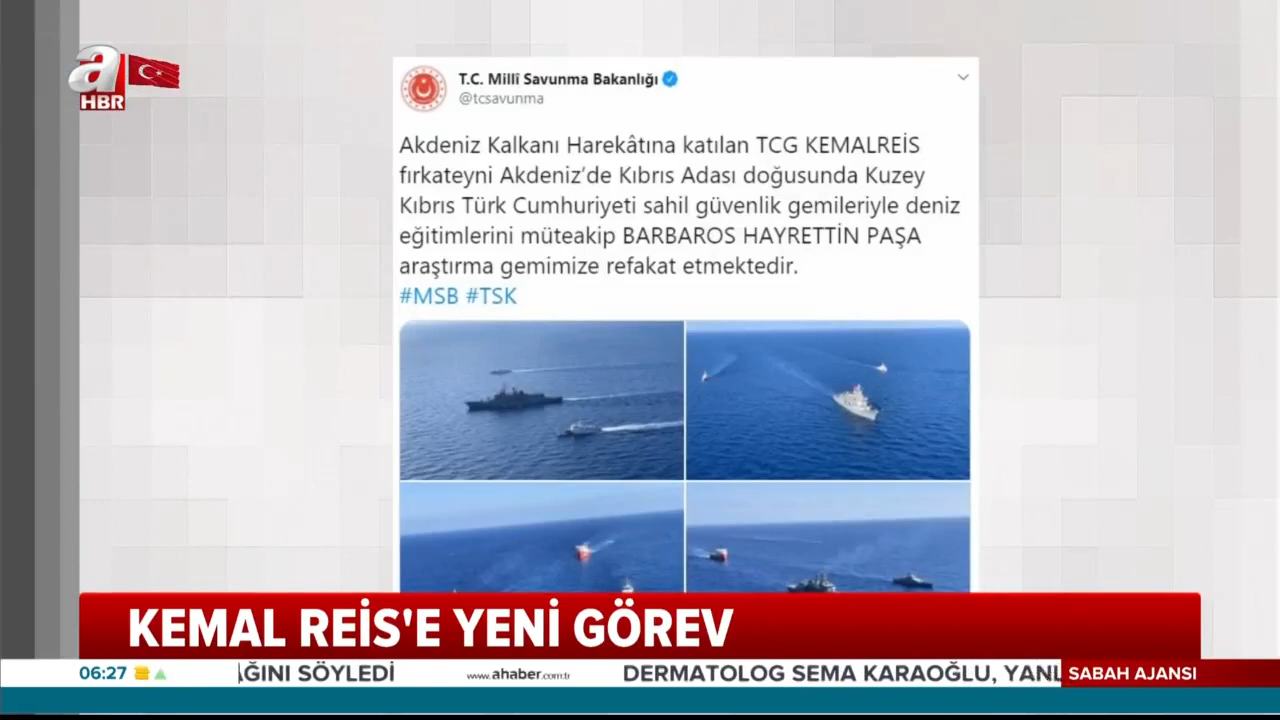 a
HBR
T.C. Millî Savunma Bakanlığı
@tcsavunma
Akdeniz Kalkanı Harekâtına katılan TCG KEMALREİS
fırkateyni Akdeniz’de Kıbrıs Adası doğusunda Kuzey
Kıbrıs Türk Cumhuriyeti sahil güvenlik gemileriyle deniz
eğitimlerini müteakip BARBAROS HAYRETTİN PAŞA
araştırma gemimize refakat etmektedir.
#MSB #TSK
KEMAL REİS'E YENİ GÖREV
06:27 AĞINI SÖYLEDİ www.ahaber.com.tr DERMATOLOG SEMA KARAOĞLU, YANL SABAH AJANSI